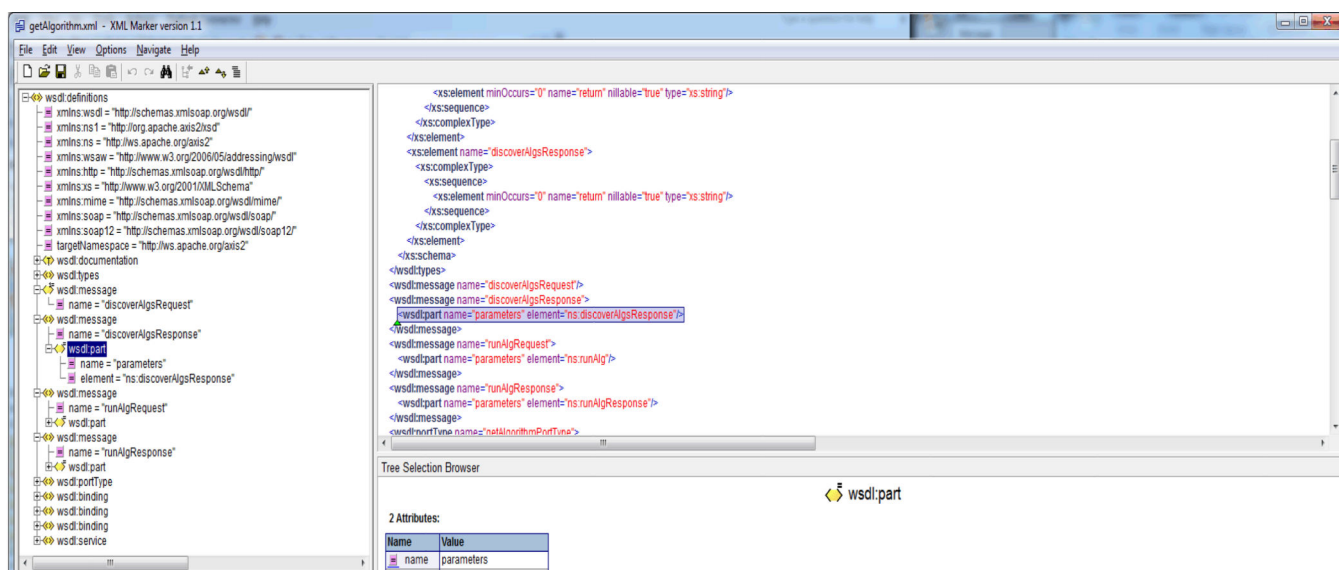 getAlgorithm.xml - XML Marker version 1.1
File Edit View Options Navigate Help
wsdl:definitions
xmlns:wsdl = "http://schemas.xmlsoap.org/wsdl/"
xmlns:ns1 = "http://org.apache.axis2/xsd"
xmlns:ns = "http://ws.apache.org/axis2"
xmlns:wsaw = "http://www.w3.org/2006/05/addressing/wsdl"
xmlns:http = "http://schemas.xmlsoap.org/wsdl/http/"
xmlns:xs = "http://www.w3.org/2001/XMLSchema"
xmlns:mime = "http://schemas.xmlsoap.org/wsdl/mime/"
xmlns:soap = "http://schemas.xmlsoap.org/wsdl/soap/"
xmlns:soap12 = "http://schemas.xmlsoap.org/wsdl/soap12/"
targetNamespace = "http://ws.apache.org/axis2"
wsdl:documentation
wsdl:types
wsdl:message
name = "discoverAlgsRequest"
wsdl:message
name = "discoverAlgsResponse"
wsdl:part
name = "parameters"
element = "ns:discoverAlgsResponse"
wsdl:message
name = "runAlgRequest"
wsdl:part
wsdl:message
name = "runAlgResponse"
wsdl:part
wsdl:portType
wsdl:binding
wsdl:binding
wsdl:binding
wsdl:service
<xs:element minOccurs="0" name="return" nillable="true" type="xs:string"/>
</xs:sequence>
</xs:complexType>
</xs:element>
<xs:element name="discoverAlgsResponse">
<xs:complexType>
<xs:sequence>
<xs:element minOccurs="0" name="return" nillable="true" type="xs:string"/>
</xs:sequence>
</xs:complexType>
</xs:element>
</xs:schema>
</wsdl:types>
<wsdl:message name="discoverAlgsRequest"/>
<wsdl:message name="discoverAlgsResponse">
<wsdl:part name="parameters" element="ns:discoverAlgsResponse"/>
</wsdl:message>
<wsdl:message name="runAlgRequest">
<wsdl:part name="parameters" element="ns:runAlg"/>
</wsdl:message>
<wsdl:message name="runAlgResponse">
<wsdl:part name="parameters" element="ns:runAlgResponse"/>
</wsdl:message>
<wsdl:portType name="getAlgorithmPortType">
Tree Selection Browser
wsdl:part
2 Attributes:
Name Value
name parameters